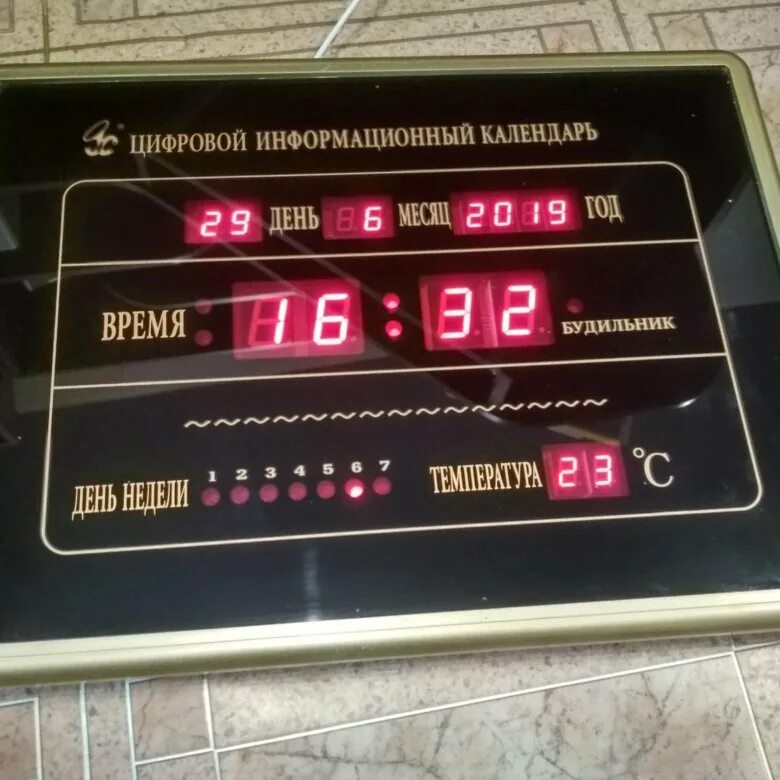 ЦИФРОВОЙ ИНФОРМАЦИОННЫЙ КАЛЕНДАРЬ
29 ДЕНЬ 6 МЕСЯЦ 2019 ГОД
ВРЕМЯ 16:32 БУДИЛЬНИК
~~~~~~~~~~~~~~~
1 2 3 4 5 6 7
ДЕНЬ НЕДЕЛИ ТЕМПЕРАТУРА 23 °C